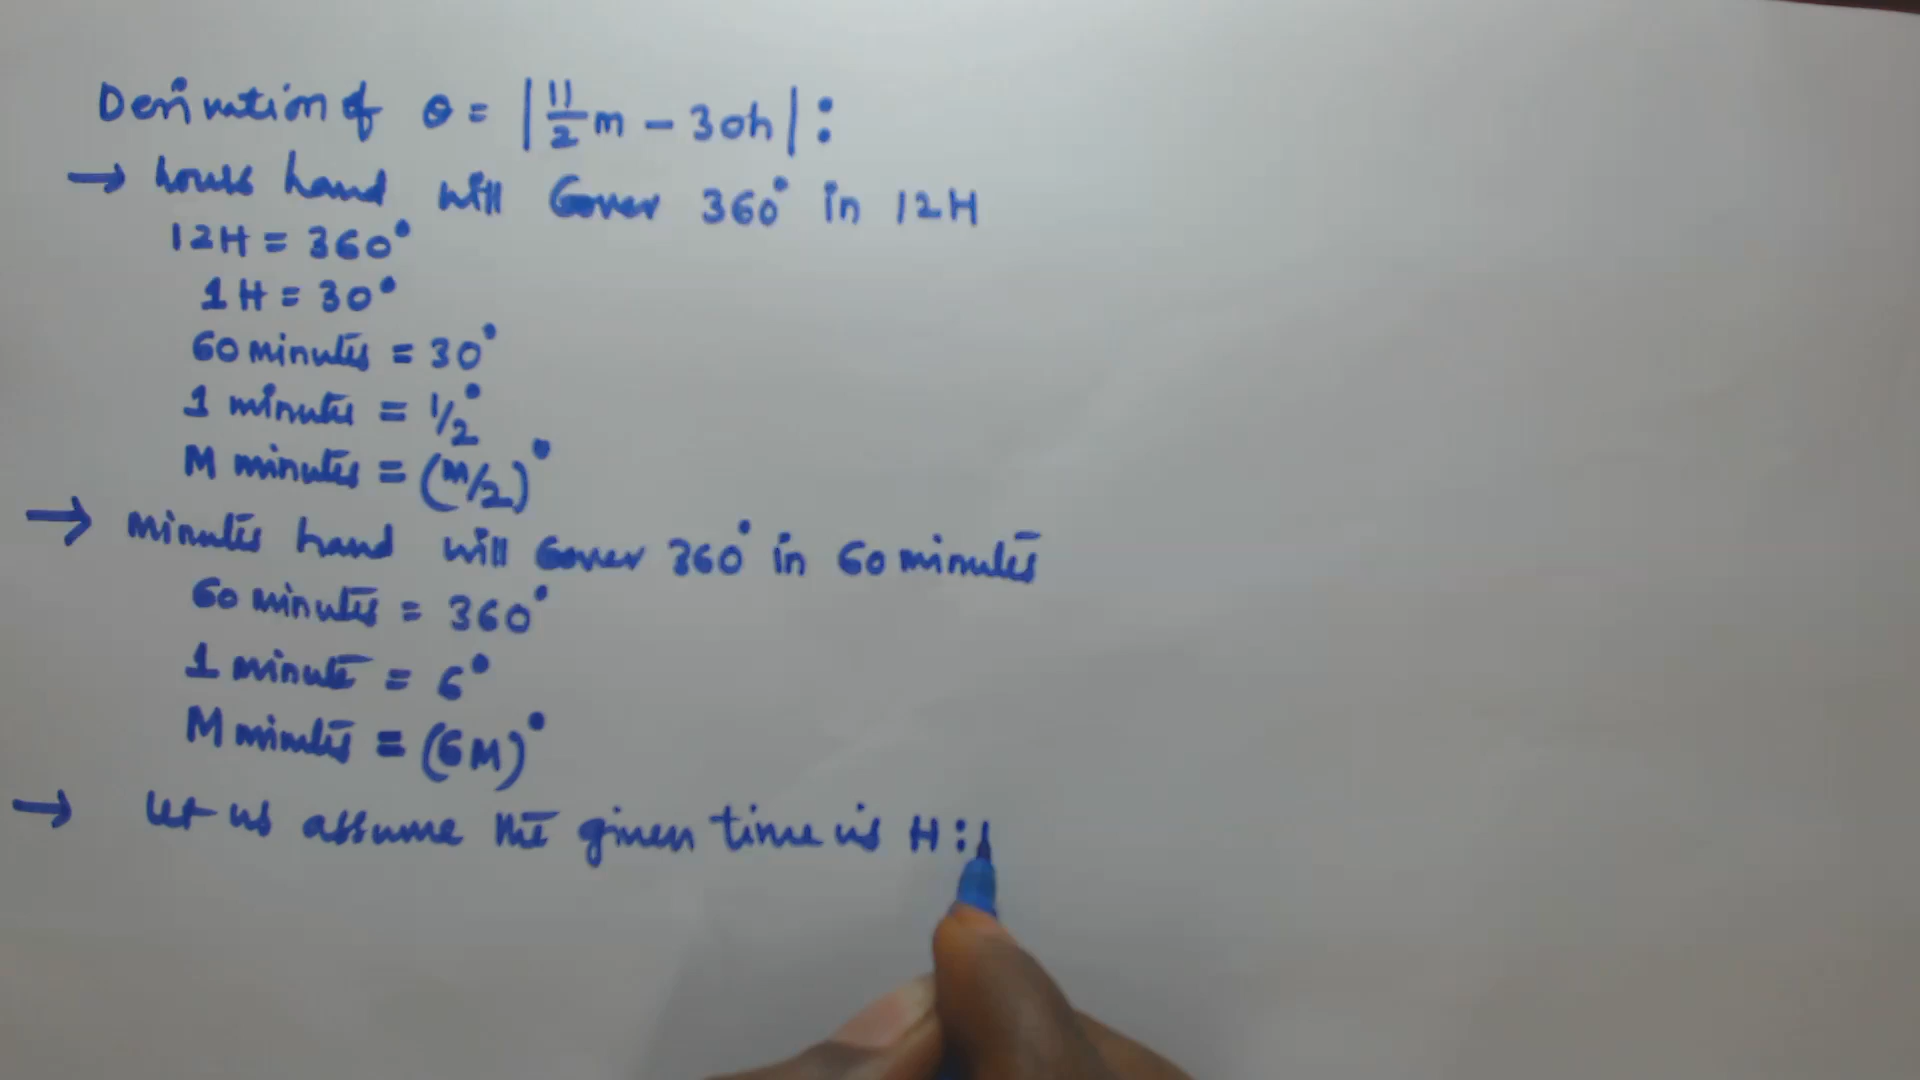 Derivation of θ = |11/2 m - 30h|:
→ hours hand will Cover 360° in 12H
12H = 360°
1H = 30°
60 minutes = 30°
1 minutes = 1/2°
M minutes = (M/2)°
→ minutes hand will Cover 360° in 60 minutes
60 minutes = 360°
1 minute = 6°
M minutes = (6M)°
→ let us assume the given time is H: